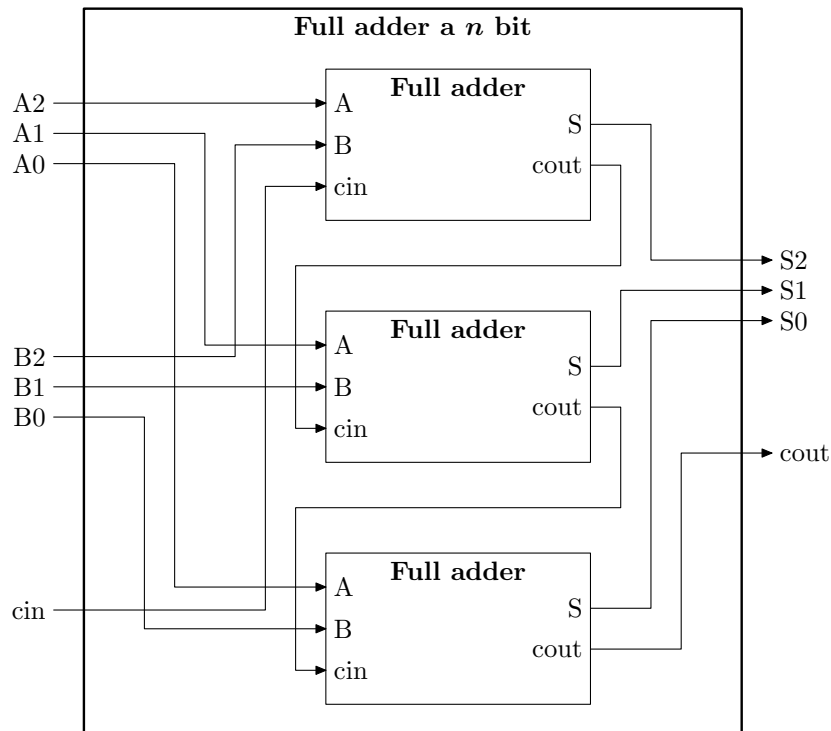 Full adder a n bit
A2
A1
A0
B2
B1
B0
cin
Full adder
A
B
cin
S
cout
Full adder
A
B
cin
S
cout
Full adder
A
B
cin
S
cout
S2
S1
S0
cout